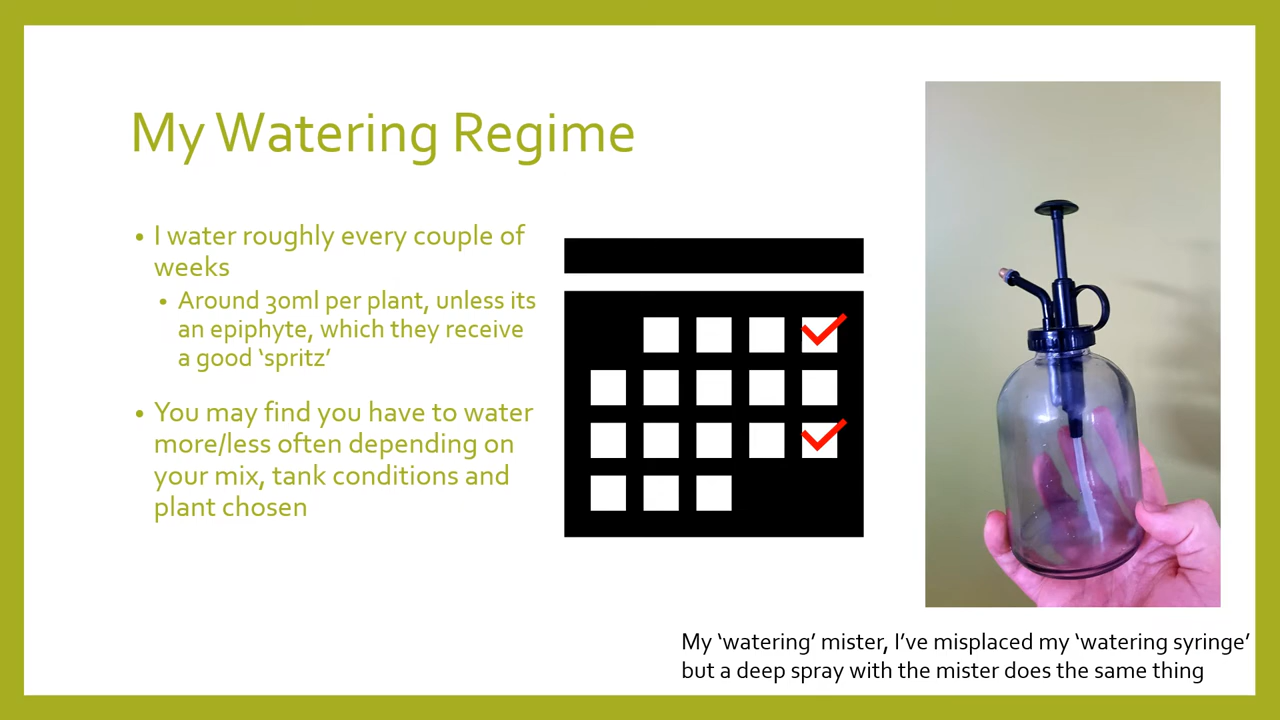 My Watering Regime
• I water roughly every couple of
weeks
• Around 30ml per plant, unless its
an epiphyte, which they receive
a good ‘spritz’
• You may find you have to water
more/less often depending on
your mix, tank conditions and
plant chosen
My ‘watering’ mister, I’ve misplaced my ‘watering syringe’
but a deep spray with the mister does the same thing